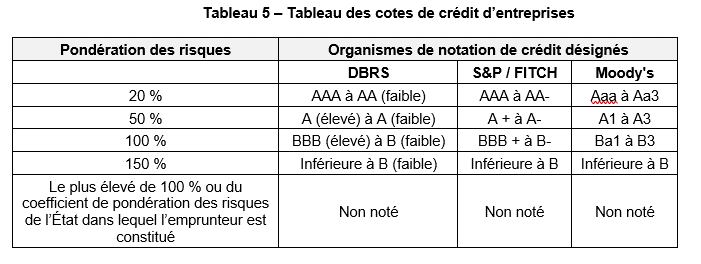 Tableau 5 – Tableau des cotes de crédit d’entreprises
Pondération des risques Organismes de notation de crédit désignés
DBRS S&P / FITCH Moody's
20 % AAA à AA (faible) AAA à AA- Aaa à Aa3
50 % A (élevé) à A (faible) A + à A- A1 à A3
100 % BBB (élevé) à B (faible) BBB + à B- Ba1 à B3
150 % Inférieure à B (faible) Inférieure à B Inférieure à B
Le plus élevé de 100 % ou du
coefficient de pondération des risques
de l’État dans lequel l’emprunteur est
constitué
Non noté Non noté Non noté